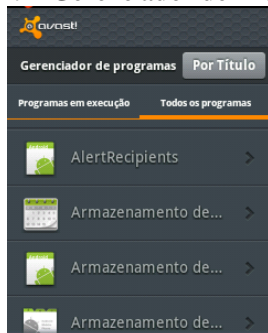 avast!
Gerenciador de programas Por Título
Programas em execução Todos os programas
AlertRecipients
Armazenamento de...
Armazenamento de...
Armazenamento de...